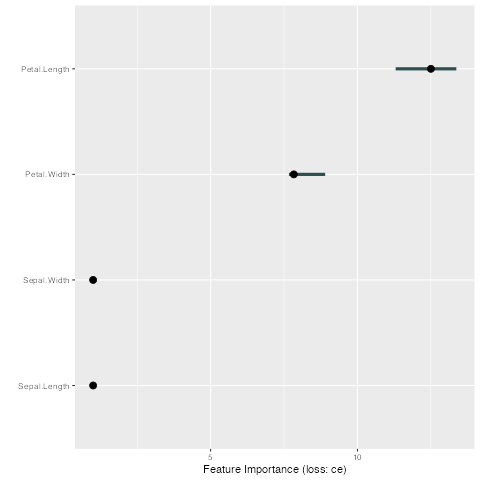 Petal.Length
Petal.Width
Sepal.Width
Sepal.Length
5
10
Feature Importance (loss: ce)